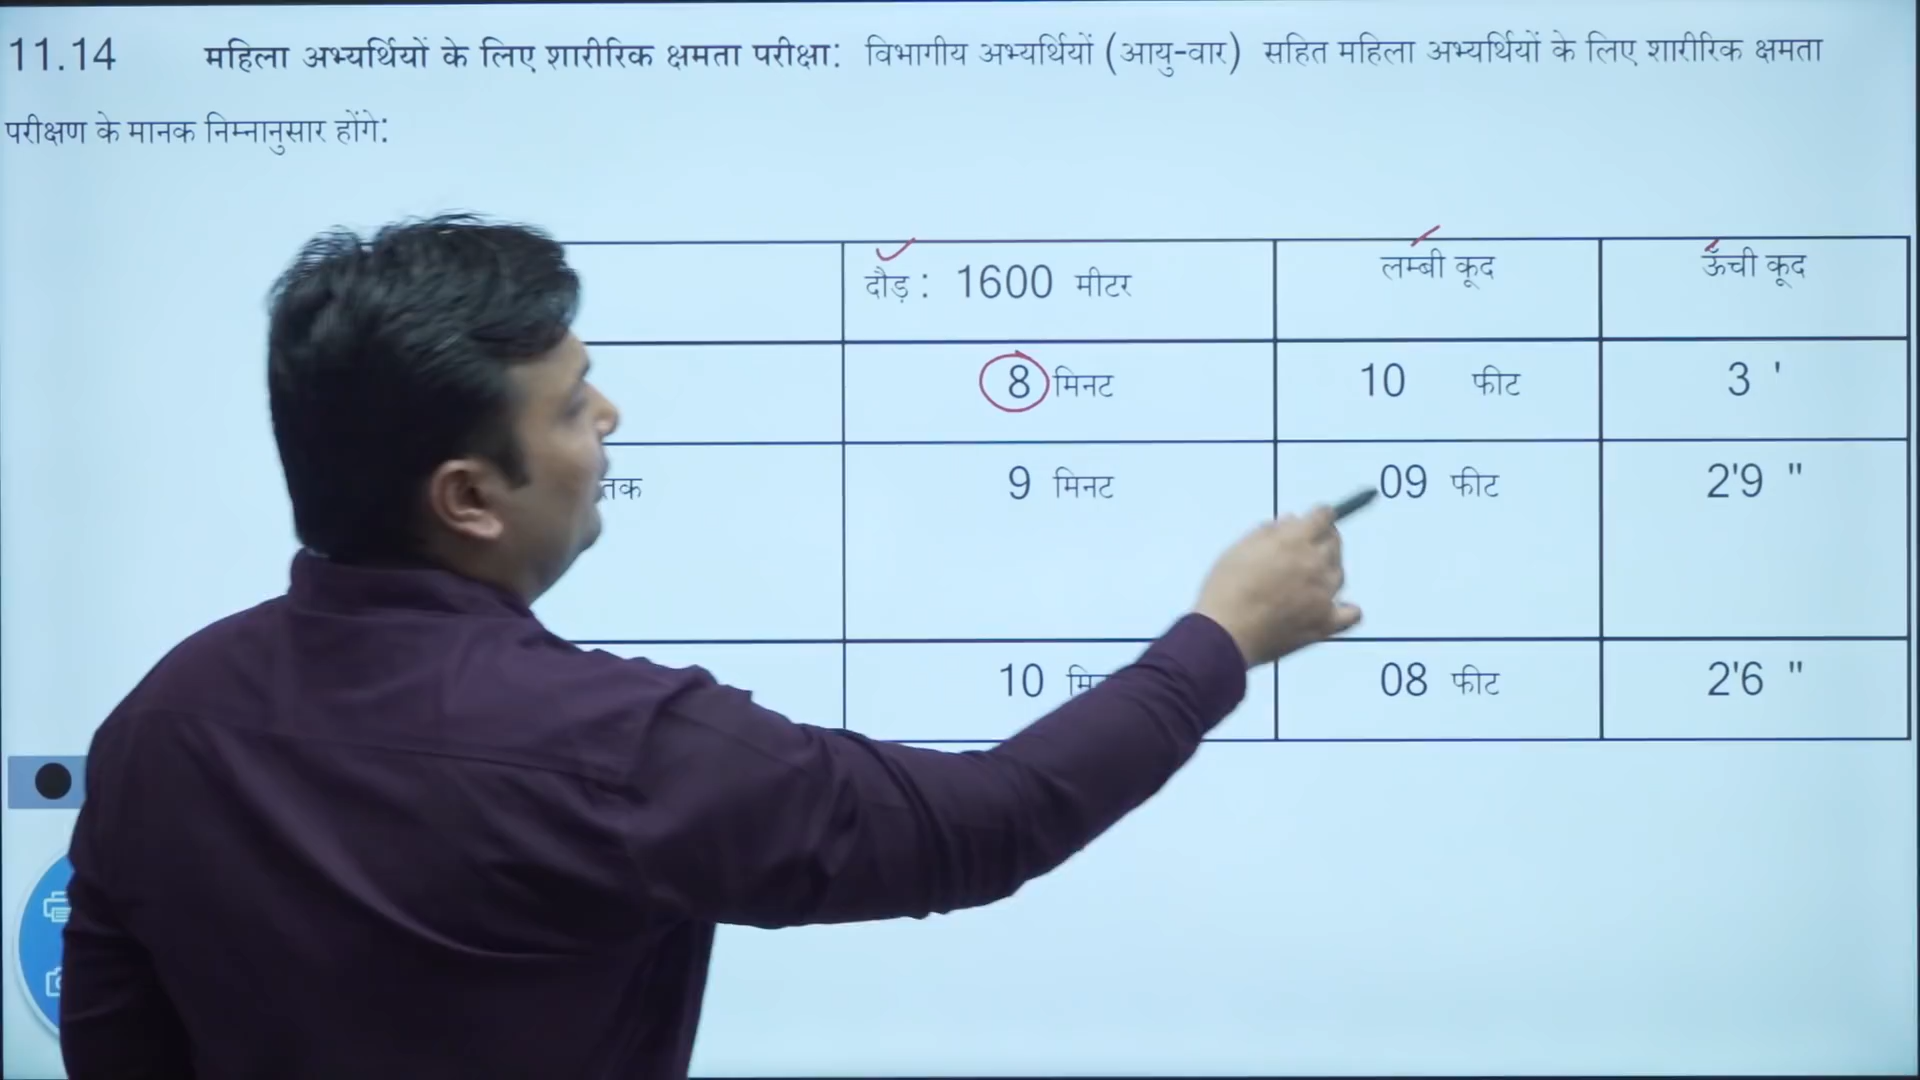 11.14 महिला अभ्यर्थियों के लिए शारीरिक क्षमता परीक्षा: विभागीय अभ्यर्थियों (आयु-वार) सहित महिला अभ्यर्थियों के लिए शारीरिक क्षमता
परीक्षण के मानक निम्नानुसार होंगे:
दौड़ : 1600 मीटर लम्बी कूद ऊँची कूद
8 मिनट 10 फीट 3 '
तक 9 मिनट 09 फीट 2'9 "
10 08 फीट 2'6 "